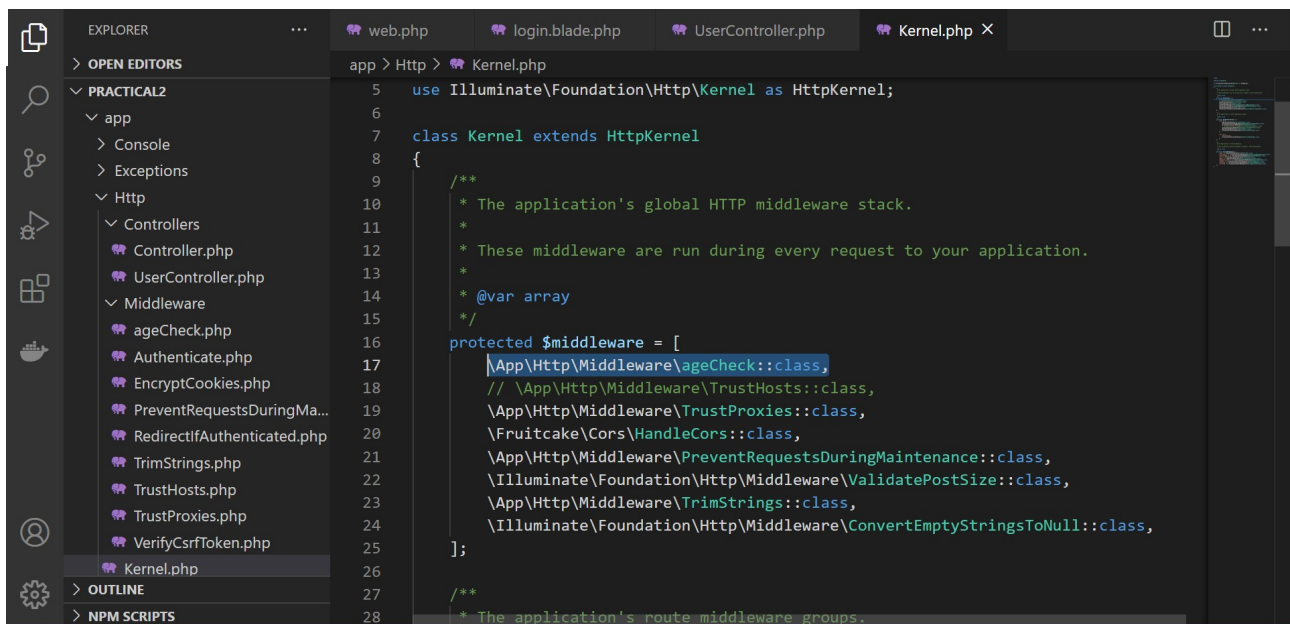 EXPLORER ...
> OPEN EDITORS
PRACTICAL2
app
> Console
> Exceptions
Http
Controllers
Controller.php
UserController.php
Middleware
ageCheck.php
Authenticate.php
EncryptCookies.php
PreventRequestsDuringMa...
RedirectIfAuthenticated.php
TrimStrings.php
TrustHosts.php
TrustProxies.php
VerifyCsrfToken.php
Kernel.php
> OUTLINE
> NPM SCRIPTS
web.php login.blade.php UserController.php Kernel.php × ...
app > Http > Kernel.php
5 use Illuminate\Foundation\Http\Kernel as HttpKernel;
6
7 class Kernel extends HttpKernel
8 {
9 /**
10 * The application's global HTTP middleware stack.
11 *
12 * These middleware are run during every request to your application.
13 *
14 * @var array
15 */
16 protected $middleware = [
17 \App\Http\Middleware\ageCheck::class,
18 // \App\Http\Middleware\TrustHosts::class,
19 \App\Http\Middleware\TrustProxies::class,
20 \Fruitcake\Cors\HandleCors::class,
21 \App\Http\Middleware\PreventRequestsDuringMaintenance::class,
22 \Illuminate\Foundation\Http\Middleware\ValidatePostSize::class,
23 \App\Http\Middleware\TrimStrings::class,
24 \Illuminate\Foundation\Http\Middleware\ConvertEmptyStringsToNull::class,
25 ];
26
27 /**
28 * The application's route middleware groups.